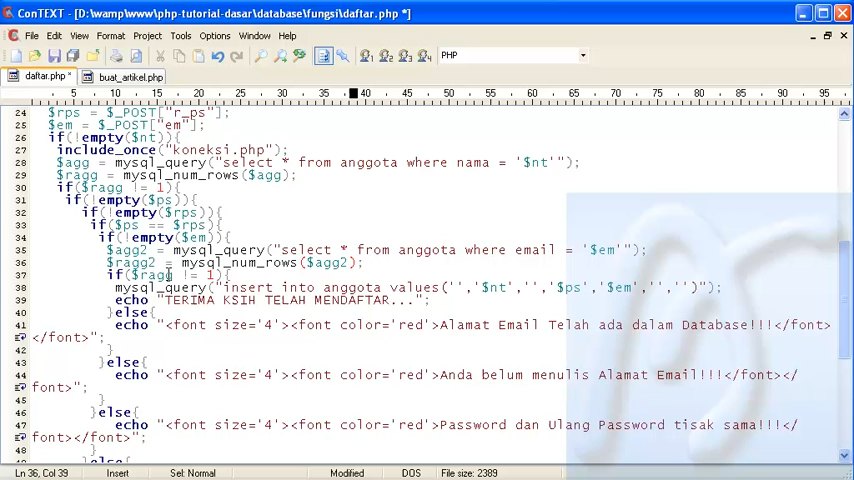 ConTEXT - [D:\wamp\www\php-tutorial-dasar\database\fungsi\daftar.php *]
File Edit View Format Project Tools Options Window Help
1 2 3 4 PHP
daftar.php * buat_artikel.php
5 10 15 20 25 30 35 40 45 50 55 60 65 70 75 80 85 90 95
24 $rps = $_POST["r_ps"];
25 $em = $_POST["em"];
26 if(!empty($nt)){
27 include_once("koneksi.php");
28 $agg = mysql_query("select * from anggota where nama = '$nt'");
29 $ragg = mysql_num_rows($agg);
30 if($ragg != 1){
31 if(!empty($ps)){
32 if(!empty($rps)){
33 if($ps == $rps){
34 if(!empty($em)){
35 $agg2 = mysql_query("select * from anggota where email = '$em'");
36 $ragg2 = mysql_num_rows($agg2);
37 if($ragg != 1){
38 mysql_query("insert into anggota values('','$nt','','$ps','$em','','')");
39 echo "TERIMA KSIH TELAH MENDAFTAR...";
40 }else{
41 echo "<font size='4'><font color='red'>Alamat Email Telah ada dalam Database!!!</font>
</font>";
42 }
43 }else{
44 echo "<font size='4'><font color='red'>Anda belum menulis Alamat Email!!!</font></
font>";
45 }
46 }else{
47 echo "<font size='4'><font color='red'>Password dan Ulang Password tisak sama!!!</
font></font>";
48 }
49 }else{
Ln 36, Col 39 Insert Sel: Normal Modified DOS File size: 2389